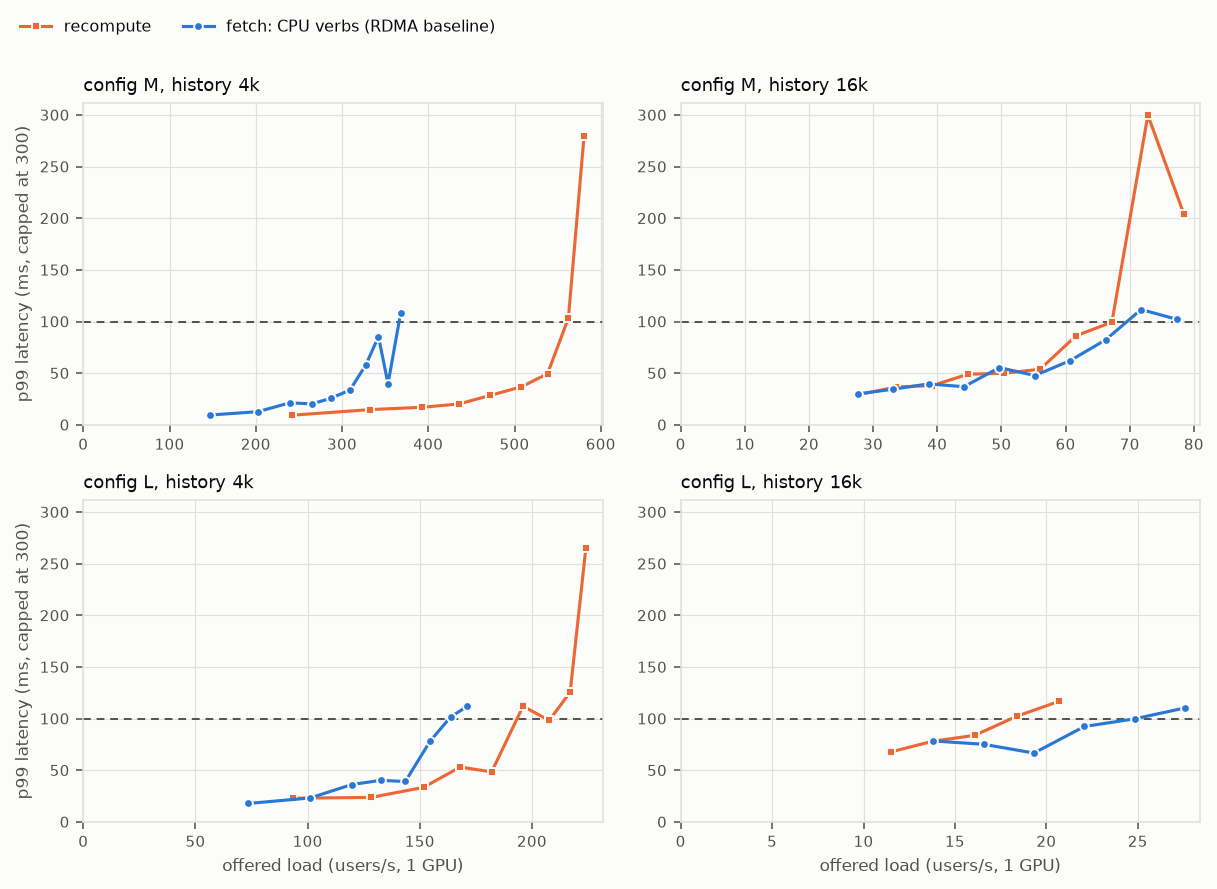 recompute
fetch: CPU verbs (RDMA baseline)
config M, history 4k
p99 latency (ms, capped at 300)
300
250
200
150
100
50
0
0 100 200 300 400 500 600
config M, history 16k
300
250
200
150
100
50
0
0 10 20 30 40 50 60 70 80
config L, history 4k
p99 latency (ms, capped at 300)
300
250
200
150
100
50
0
0 50 100 150 200
offered load (users/s, 1 GPU)
config L, history 16k
300
250
200
150
100
50
0
0 5 10 15 20 25
offered load (users/s, 1 GPU)